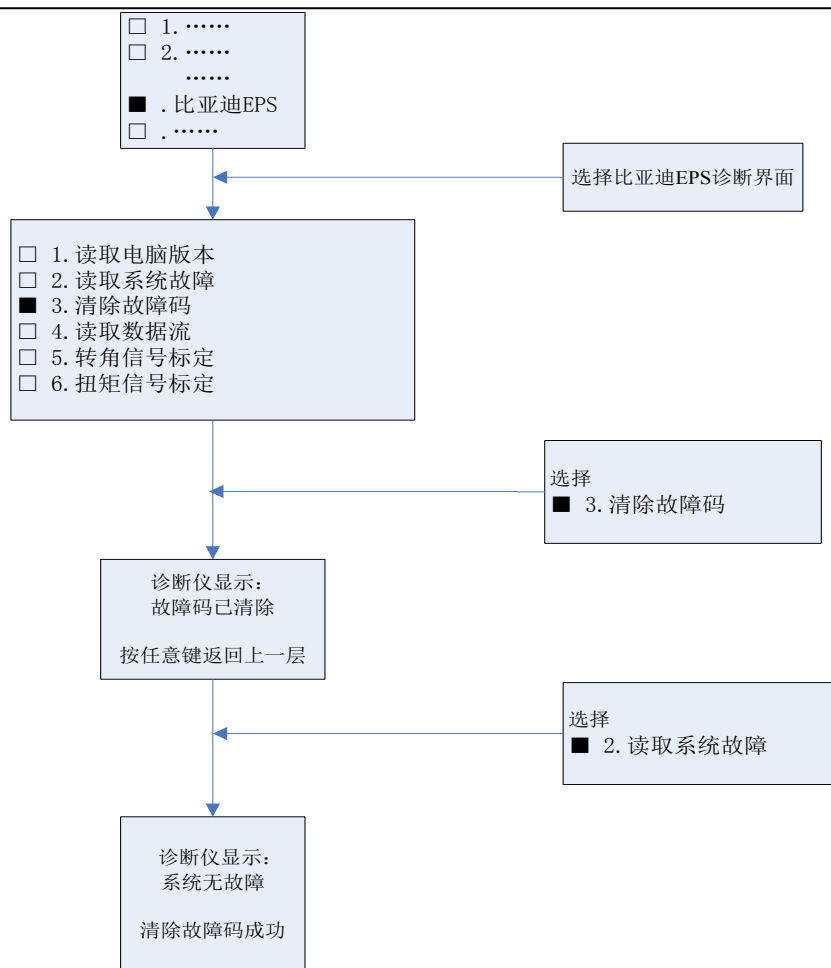 □ 1.……
□ 2.……
……
■ .比亚迪EPS
□ .……
选择比亚迪EPS诊断界面
□ 1.读取电脑版本
□ 2.读取系统故障
■ 3.清除故障码
□ 4.读取数据流
□ 5.转角信号标定
□ 6.扭矩信号标定
选择
■ 3.清除故障码
诊断仪显示：
故障码已清除
按任意键返回上一层
选择
■ 2.读取系统故障
诊断仪显示：
系统无故障
清除故障码成功